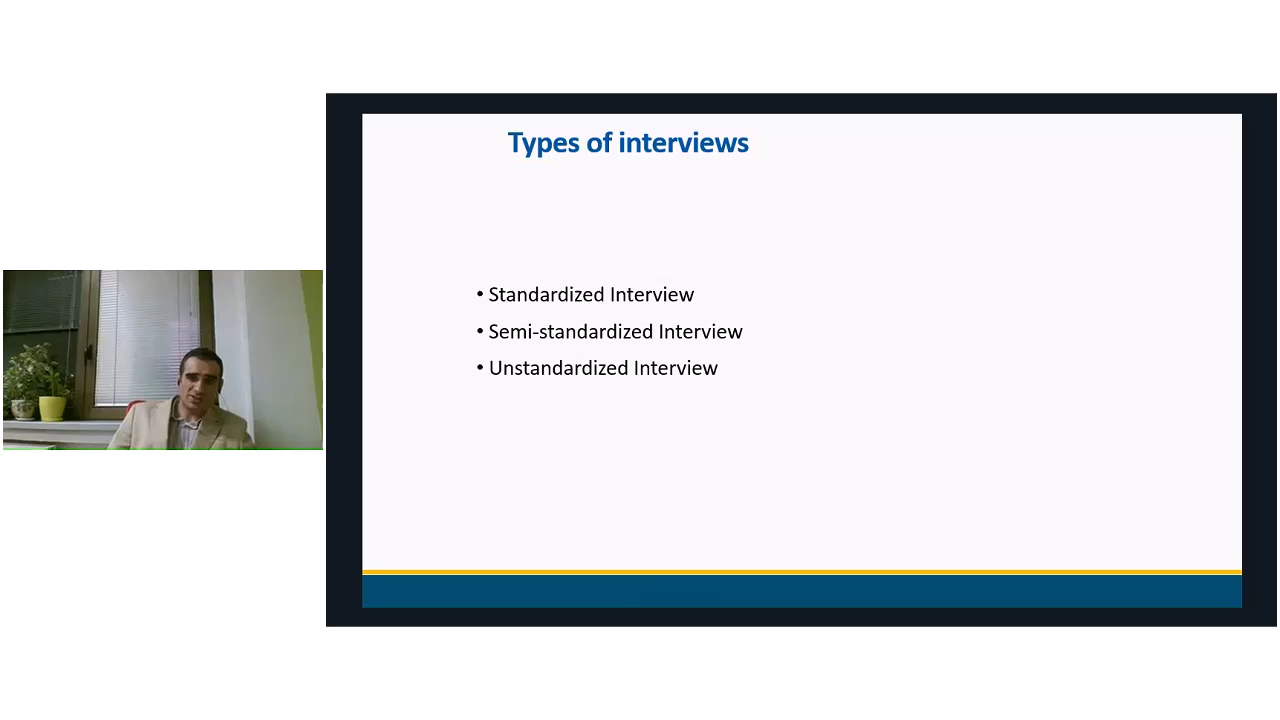 Types of interviews
• Standardized Interview
• Semi-standardized Interview
• Unstandardized Interview